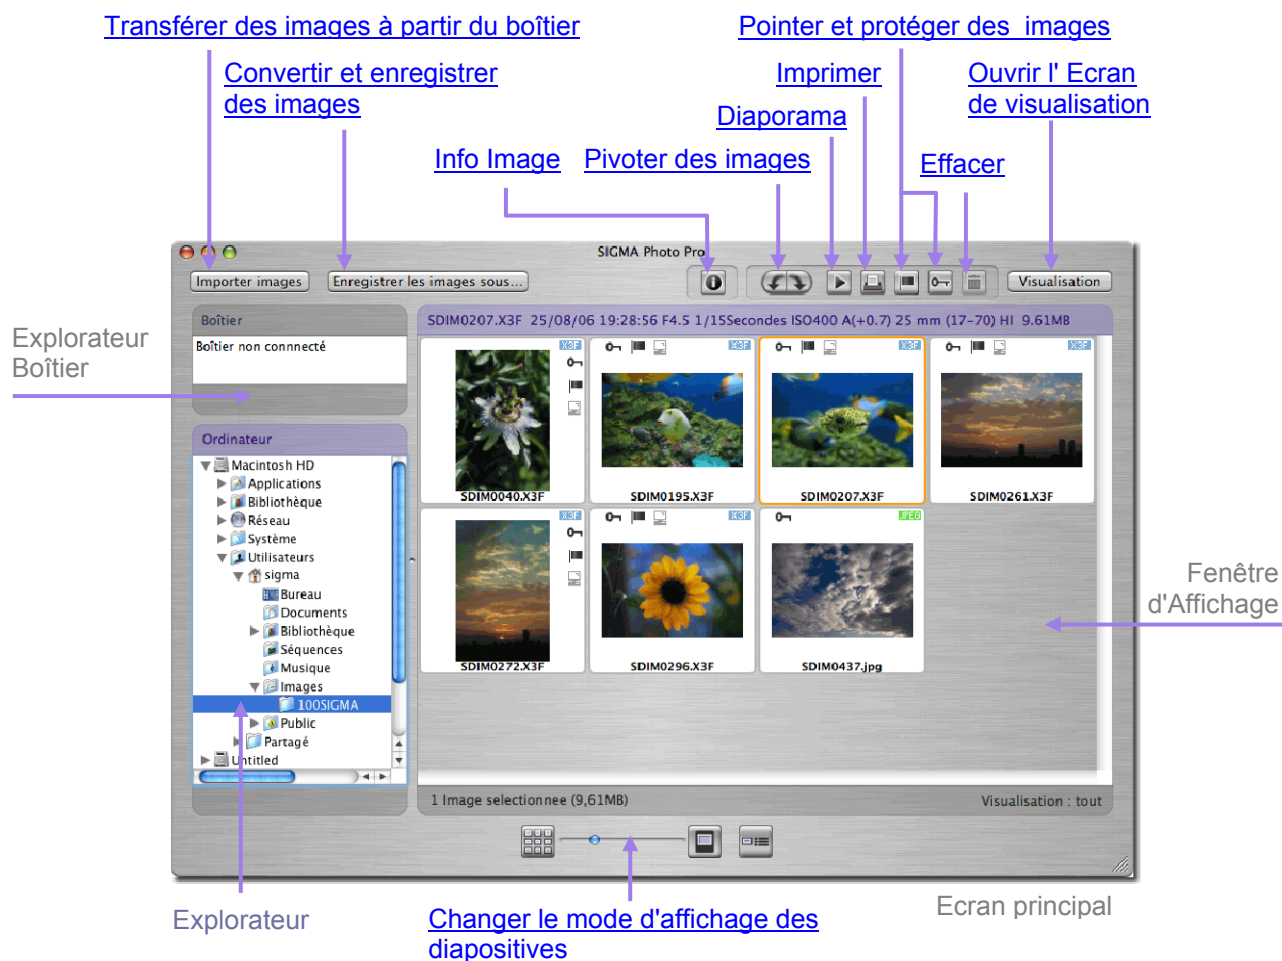 Transférer des images à partir du boîtier
Pointer et protéger des  images
Convertir et enregistrer
des images
Imprimer
Ouvrir l' Ecran
de visualisation
Diaporama
Info Image
Pivoter des images
Effacer
SIGMA Photo Pro
Importer images
Enregistrer les images sous...
Visualisation
Explorateur
Boîtier
Boîtier
Boîtier non connnecté
SDIM0207.X3F 25/08/06 19:28:56 F4.5 1/15Secondes ISO400 A(+0.7) 25 mm (17-70) HI 9.61MB
X3F
X3F
X3F
X3F
SDIM0040.X3F
SDIM0195.X3F
SDIM0207.X3F
SDIM0261.X3F
Ordinateur
Macintosh HD
Applications
Bibliothèque
Réseau
Système
Utilisateurs
sigma
Bureau
Documents
Bibliothèque
Séquences
Musique
Images
100SIGMA
Public
Partagé
Untitled
X3F
X3F
JPEG
SDIM0272.X3F
SDIM0296.X3F
SDIM0437.jpg
Fenêtre
d'Affichage
1 Image selectionnee (9,61MB)
Visualisation : tout
Explorateur
Changer le mode d'affichage des
diapositives
Ecran principal